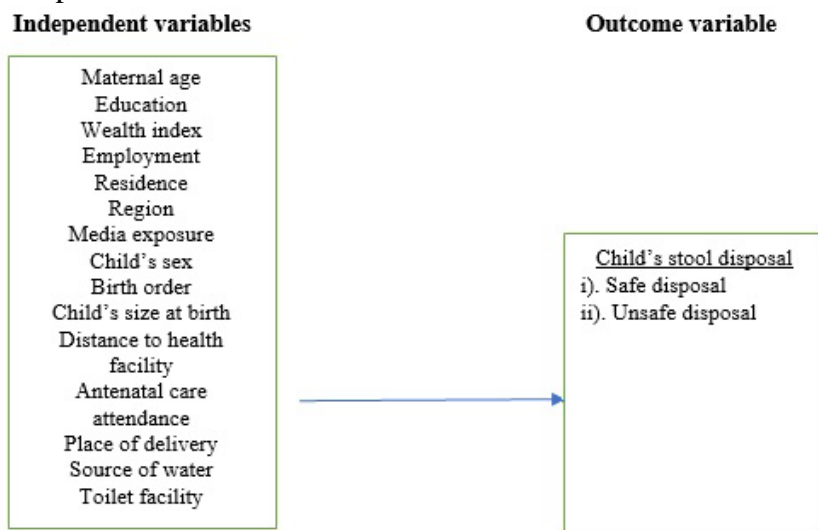 Independent variables
Outcome variable
Maternal age
Education
Wealth index
Employment
Residence
Region
Media exposure
Child's sex
Birth order
Child's size at birth
Distance to health
facility
Antenatal care
attendance
Place of delivery
Source of water
Toilet facility
Child's stool disposal
i). Safe disposal
ii). Unsafe disposal